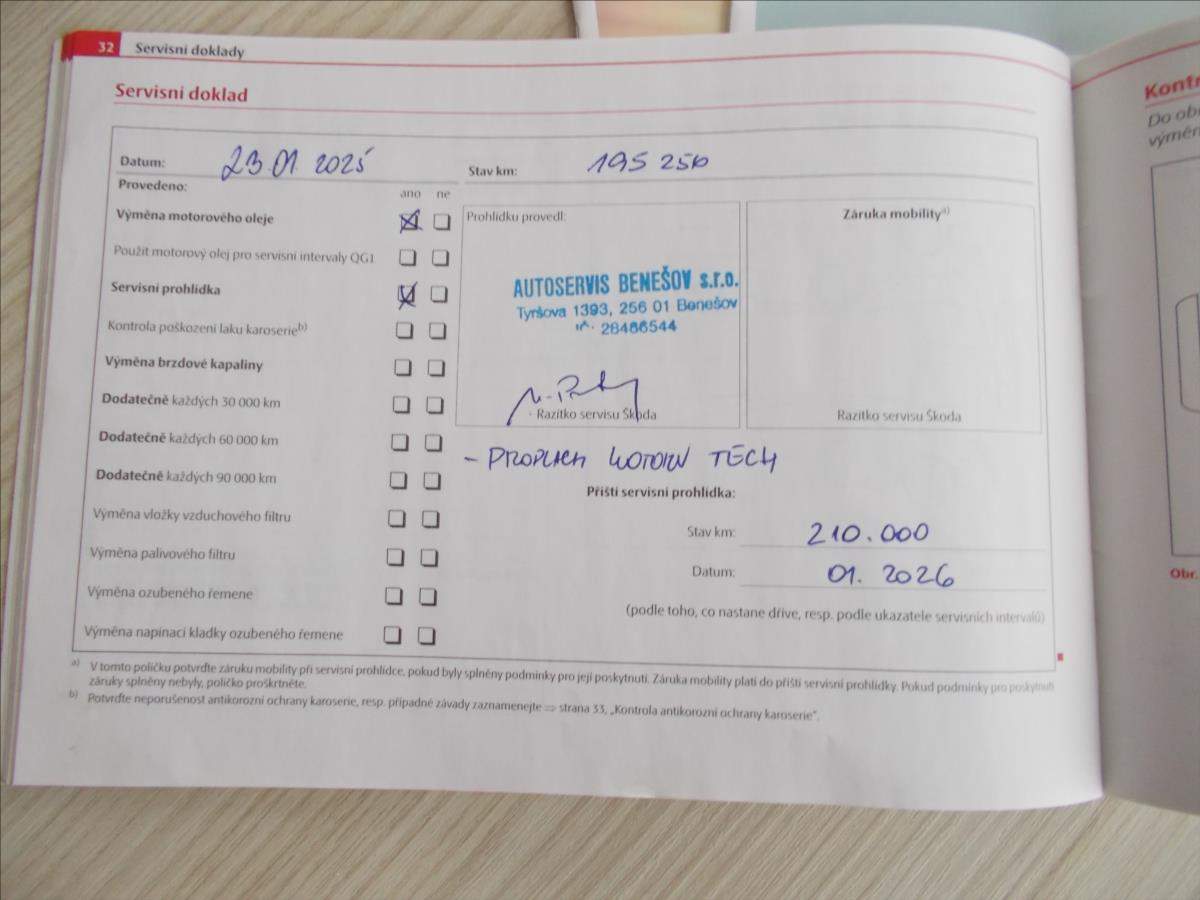 32 Servisní doklady
Servisní doklad
Datum: 23.01.2025 Stav km: 195 256
Provedeno: ano ne
Výměna motorového oleje
Použit motorový olej pro servisní intervaly QG1
Servisní prohlídka
Kontrola poškození laku karoserie b)
Výměna brzdové kapaliny
Dodatečně každých 30 000 km
Dodatečně každých 60 000 km
Dodatečně každých 90 000 km
Výměna vložky vzduchového filtru
Výměna palivového filtru
Výměna ozubeného řemene
Výměna napínací kladky ozubeného řemene
Prohlídku provedl:
AUTOSERVIS BENEŠOV s.r.o.
Tyršova 1393, 256 01 Benešov
IČ: 28486544
Razítko servisu Škoda
Záruka mobility a)
Razítko servisu Škoda
- PROPLACH MOTORU TĚCH
Příští servisní prohlídka:
Stav km: 210.000
Datum: 01. 2026
(podle toho, co nastane dříve, resp. podle ukazatele servisních intervalů)
a) V tomto políčku potvrďte záruku mobility při servisní prohlídce, pokud byly splněny podmínky pro její poskytnutí. Záruka mobility platí do příští servisní prohlídky. Pokud podmínky pro poskytnutí
záruky splněny nebyly, políčko proškrtněte.
b) Potvrďte neporušenost antikorozní ochrany karoserie, resp. případné závady zaznamenejte ⇒ strana 33, „Kontrola antikorozní ochrany karoserie".
Kontr
Do ob
výměn
Obr.